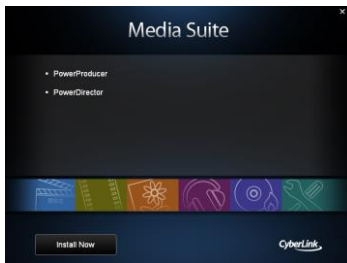 Media Suite
• PowerProducer
• PowerDirector
Install Now
CyberLink